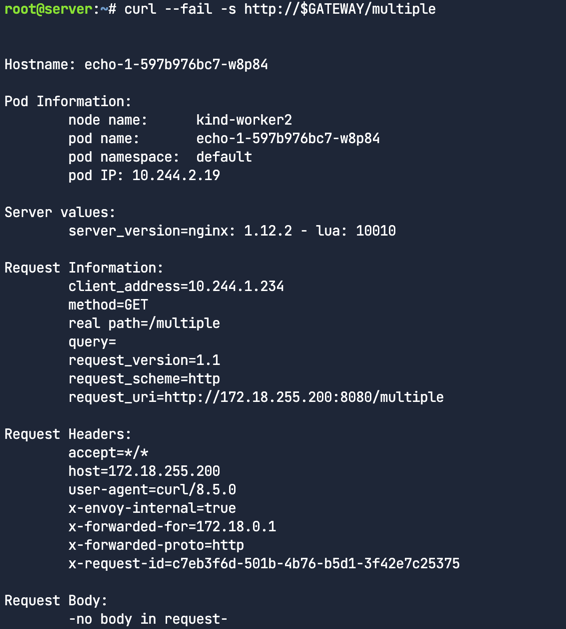 root@server:~# curl --fail -s http://$GATEWAY/multiple
Hostname: echo-1-597b976bc7-w8p84
Pod Information:
node name: kind-worker2
pod name: echo-1-597b976bc7-w8p84
pod namespace: default
pod IP: 10.244.2.19
Server values:
server_version=nginx: 1.12.2 - lua: 10010
Request Information:
client_address=10.244.1.234
method=GET
real path=/multiple
query=
request_version=1.1
request_scheme=http
request_uri=http://172.18.255.200:8080/multiple
Request Headers:
accept=*/*
host=172.18.255.200
user-agent=curl/8.5.0
x-envoy-internal=true
x-forwarded-for=172.18.0.1
x-forwarded-proto=http
x-request-id=c7eb3f6d-501b-4b76-b5d1-3f42e7c25375
Request Body:
-no body in request-